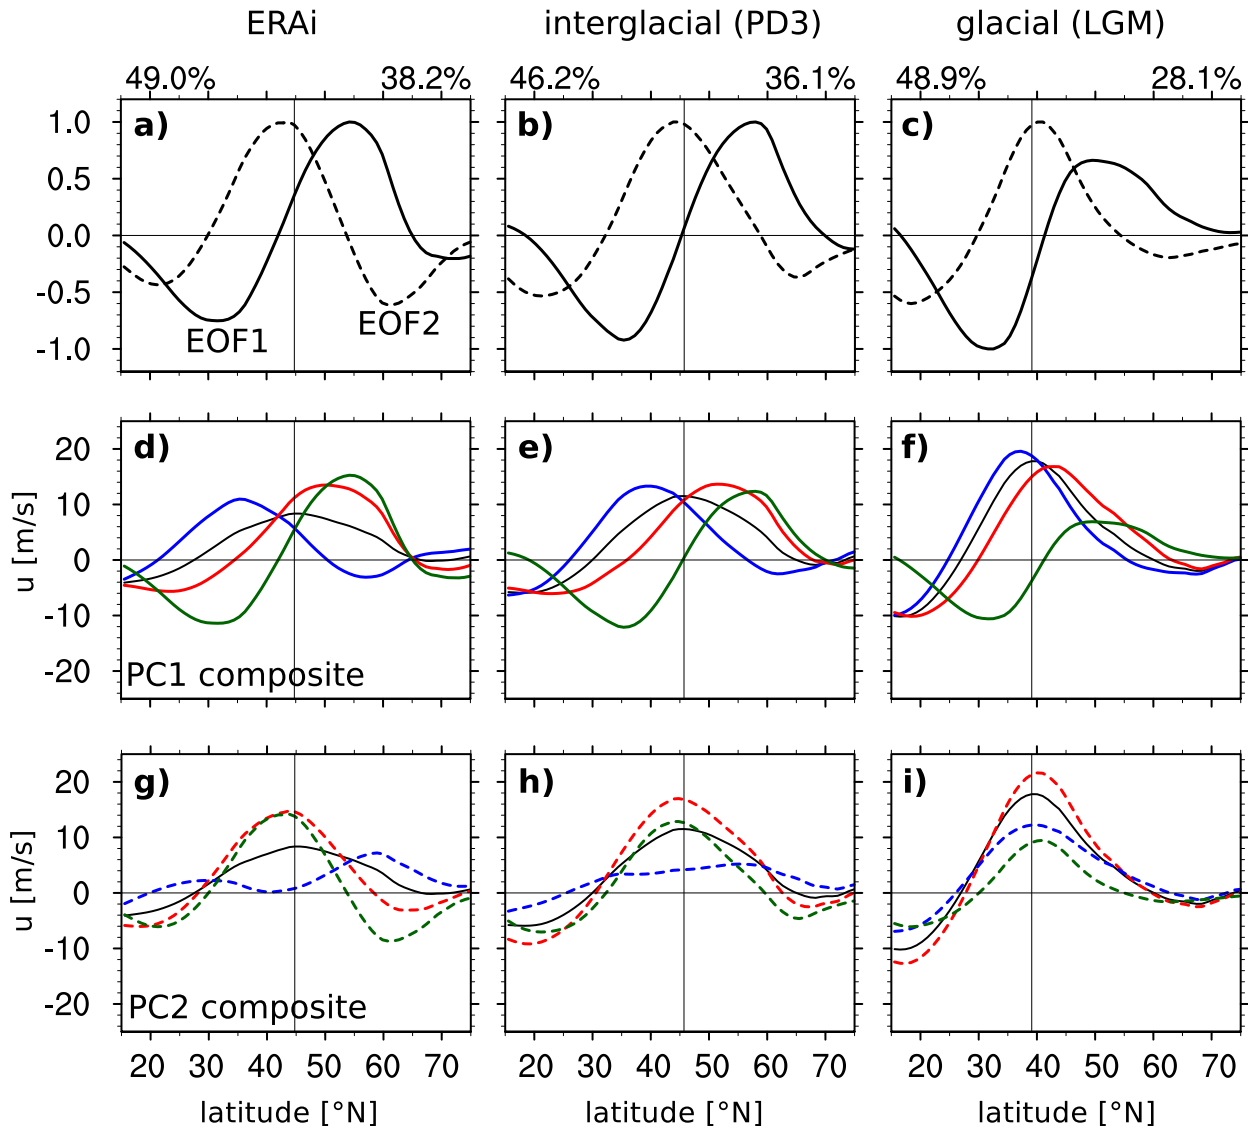 ERAi interglacial (PD3) glacial (LGM)
49.0% 38.2% 46.2% 36.1% 48.9% 28.1%
a) b) c)
1.0
0.5
0.0
-0.5
-1.0
EOF1 EOF2
d) e) f)
u [m/s]
20
10
0
-10
-20
PC1 composite
g) h) i)
u [m/s]
20
10
0
-10
-20
PC2 composite
20 30 40 50 60 70 20 30 40 50 60 70 20 30 40 50 60 70
latitude [°N] latitude [°N] latitude [°N]